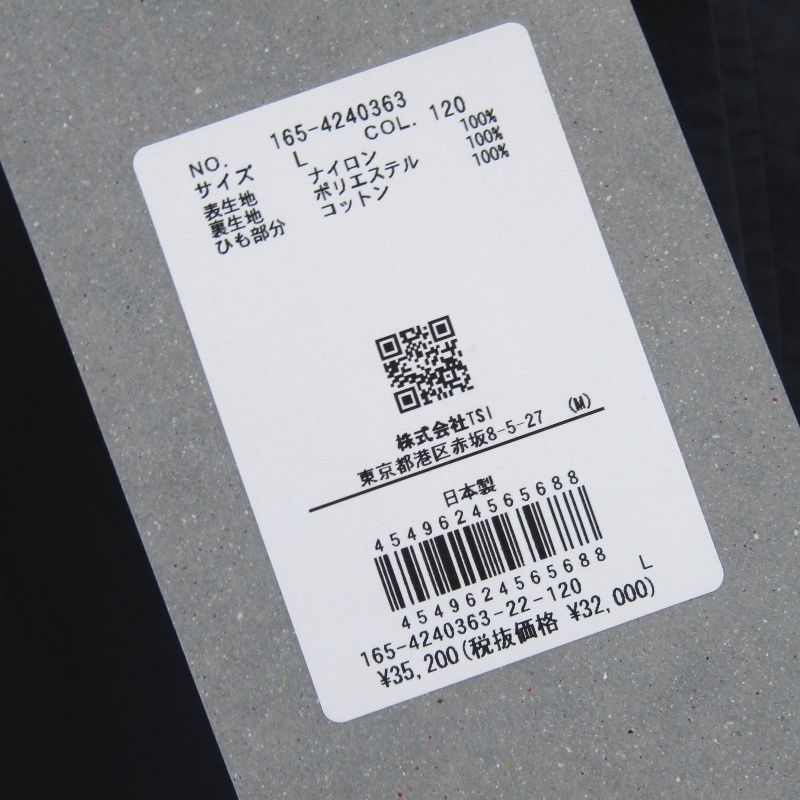 NO. 165-4240363
サイズ L COL. 120
表生地 ナイロン 100%
裏生地 ポリエステル 100%
ひも部分 コットン 100%
株式会社TSI
東京都港区赤坂8-5-27 (M)
日本製
4549624565688
4549624565688
165-4240363-22-120 L
¥35,200(税抜価格 ¥32,000)